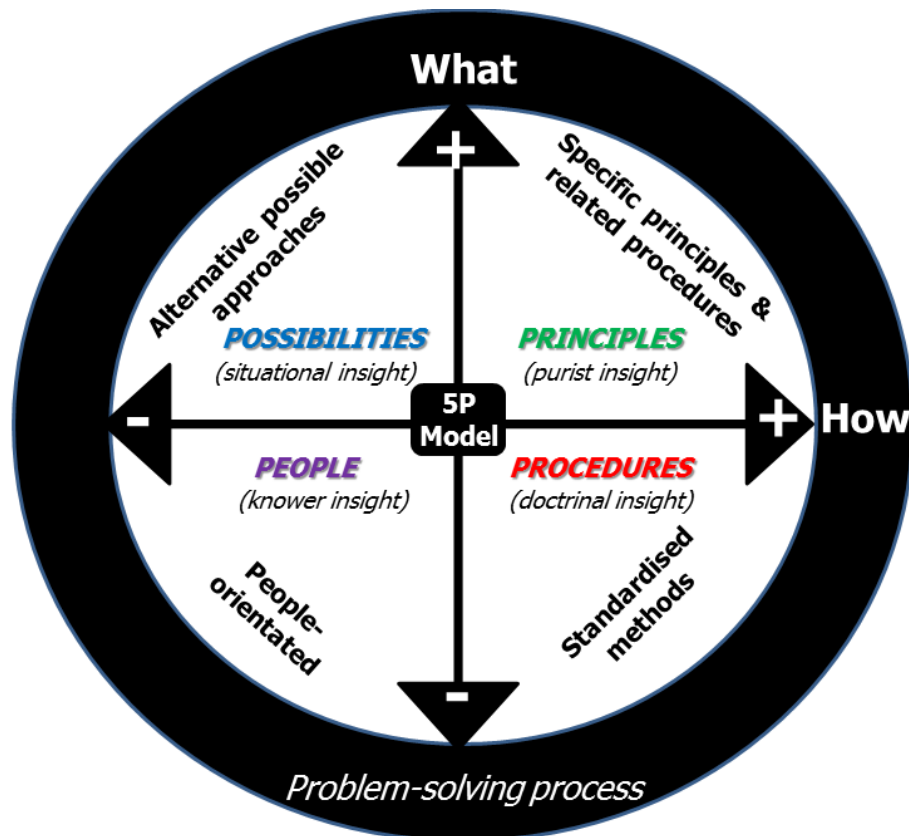 What
+
Alternative possible
approaches
Specific principles &
related procedures
POSSIBILITIES
(situational insight)
PRINCIPLES
(purist insight)
-
5P
Model
+
How
PEOPLE
(knower insight)
PROCEDURES
(doctrinal insight)
People-
orientated
Standardised
methods
-
Problem-solving process